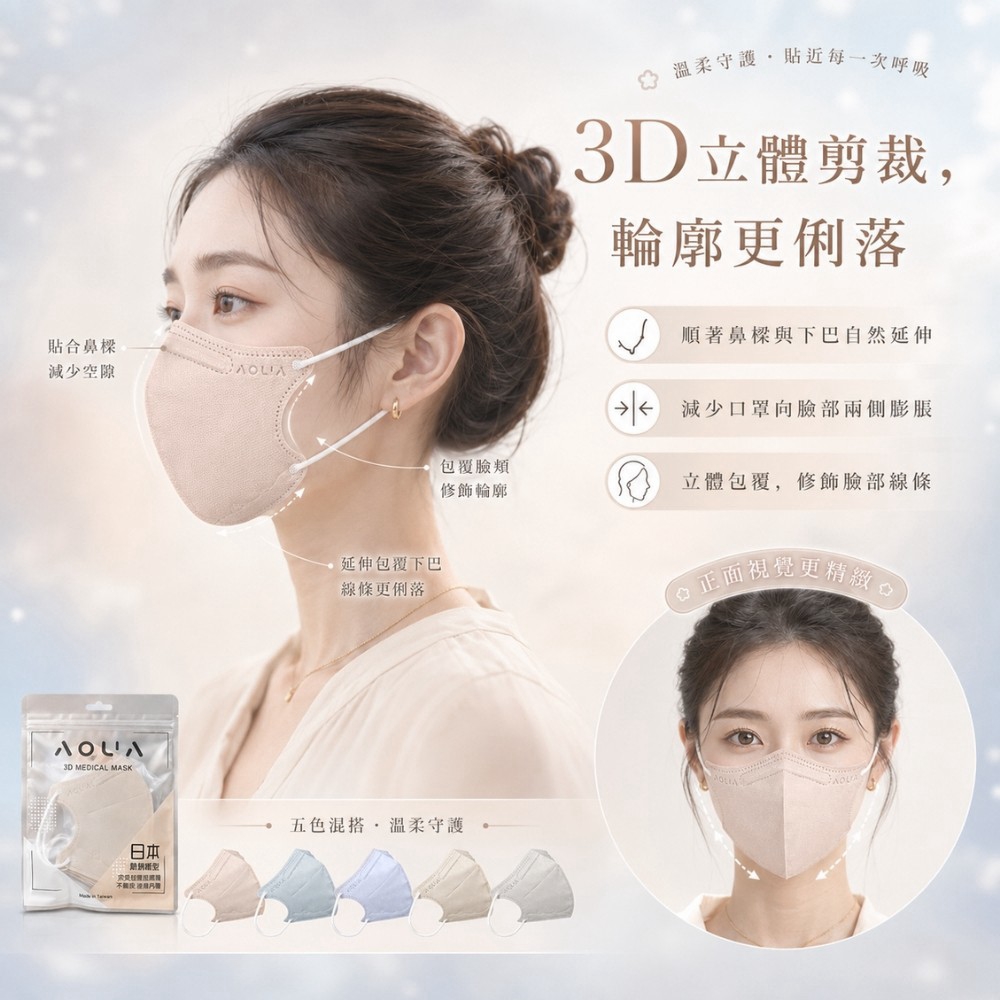 溫柔守護・貼近每一次呼吸
3D立體剪裁，
輪廓更俐落
順著鼻樑與下巴自然延伸
減少口罩向臉部兩側膨脹
立體包覆，修飾臉部線條
貼合鼻樑
減少空隙
AOUA
包覆臉頰
修飾輪廓
延伸包覆下巴
線條更俐落
正面視覺更精緻
AOUA
AOUA
AOUA
3D MEDICAL MASK
日本
不
Made in Taiwan
五色混搭・溫柔守護